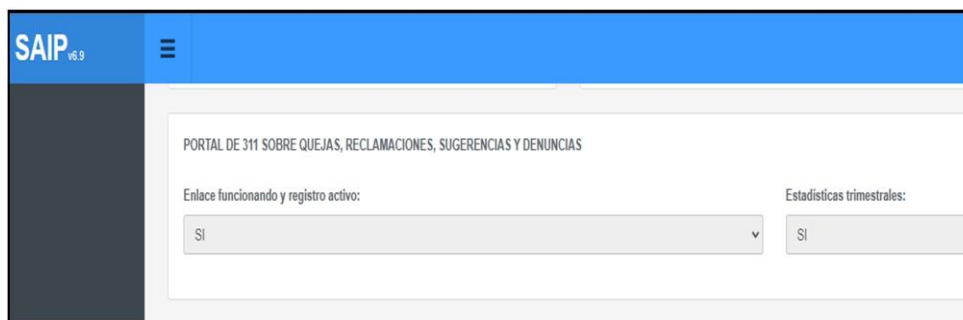 SAIP v6.9
PORTAL DE 311 SOBRE QUEJAS, RECLAMACIONES, SUGERENCIAS Y DENUNCIAS
Enlace funcionando y registro activo:
Estadísticas trimestrales:
SI
SI